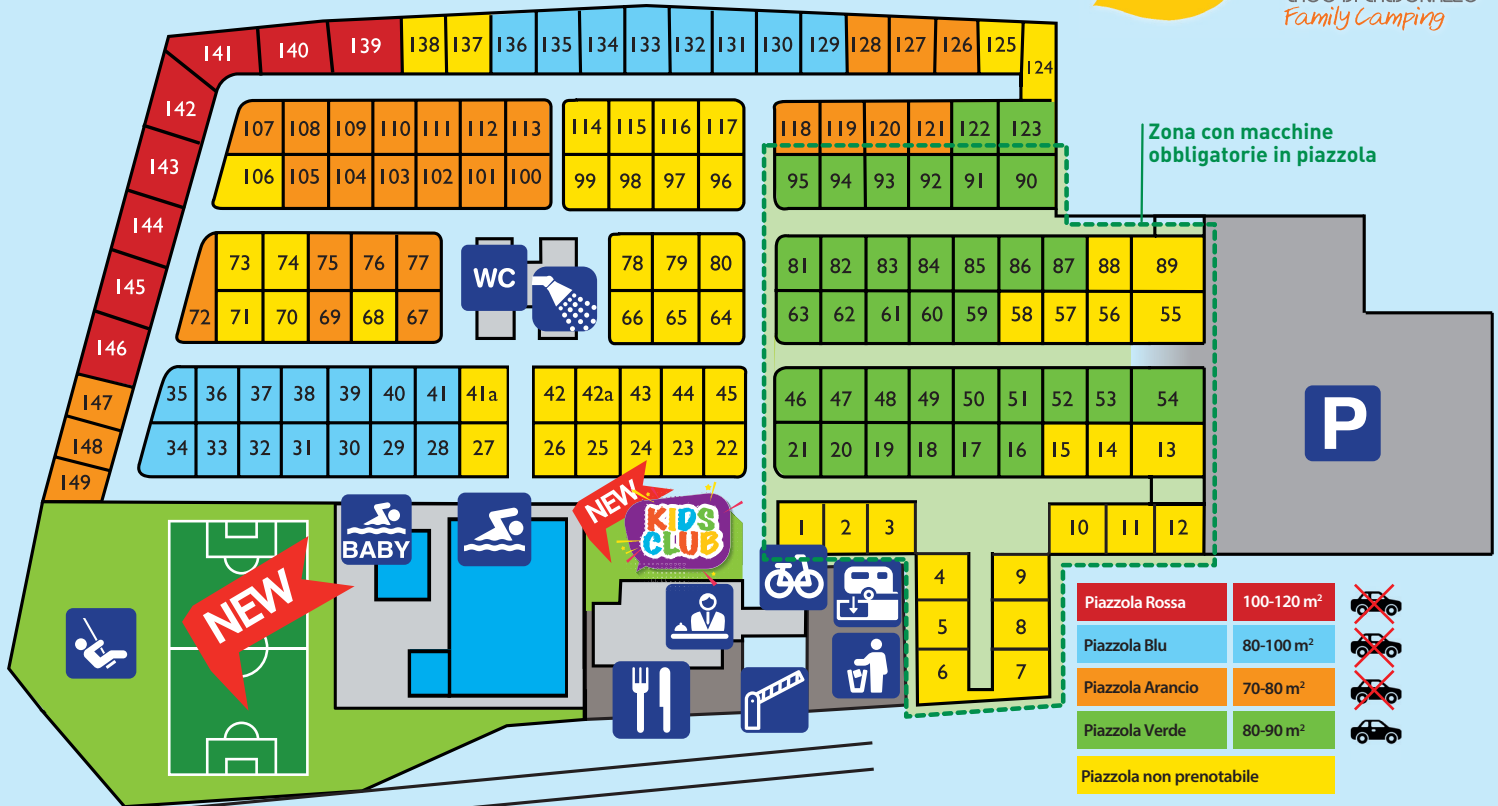 Family Camping
141 140 139 138 137 136 135 134 133 132 131 130 129 128 127 126 125
124
142
143
144
145
146
147
148
149
107 108 109 110 111 112 113
106 105 104 103 102 101 100
114 115 116 117
99 98 97 96
118 119 120 121 122 123
95 94 93 92 91 90
Zona con macchine
obbligatorie in piazzola
73 74 75 76 77
72 71 70 69 68 67
WC
78 79 80
66 65 64
81 82 83 84 85 86 87 88 89
63 62 61 60 59 58 57 56 55
35 36 37 38 39 40 41 41a
34 33 32 31 30 29 28 27
42 42a 43 44 45
26 25 24 23 22
46 47 48 49 50 51 52 53 54
21 20 19 18 17 16 15 14 13
P
NEW
BABY
NEW
KIDS
CLUB
1 2 3
10 11 12
4 9
5 8
6 7
Piazzola Rossa 100-120 m²
Piazzola Blu 80-100 m²
Piazzola Arancio 70-80 m²
Piazzola Verde 80-90 m²
Piazzola non prenotabile